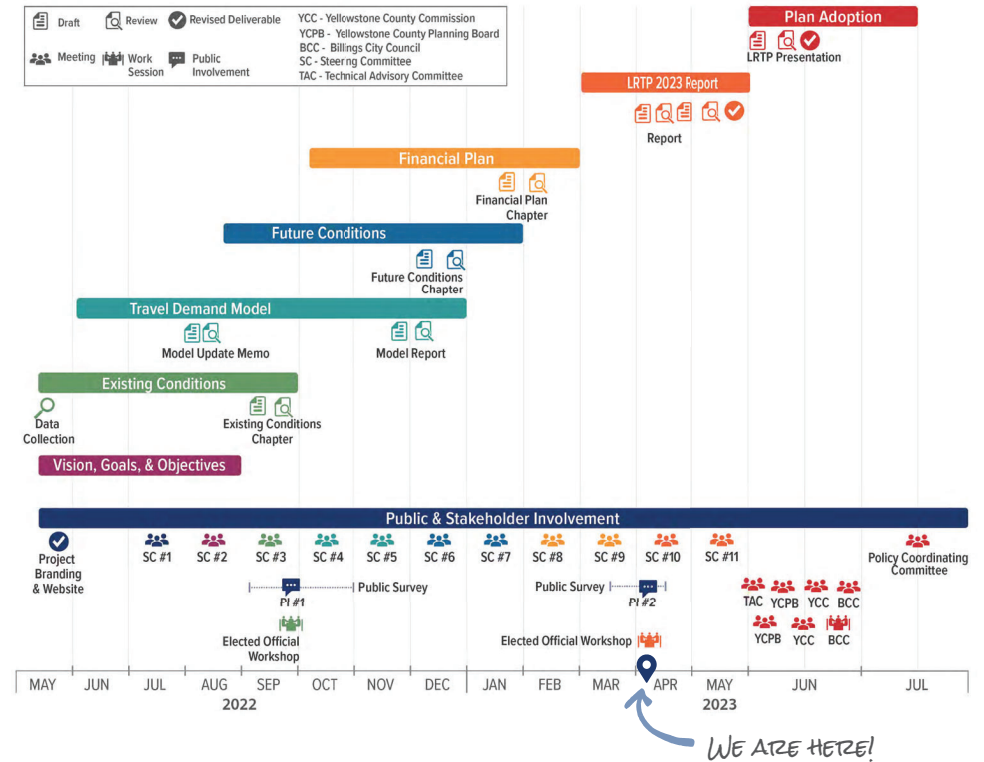 Draft
Review
Revised Deliverable
Meeting
Work
Session
Public
Involvement
YCC - Yellowstone County Commission
YCPB - Yellowstone County Planning Board
BCC - Billings City Council
SC - Steerng Committee
TAC - Technical Advisory Committee
Plan Adoption
LRTP Presentation
LRTP 2023 Report
Report
Financial Plan
Financial Plan
Chapter
Future Conditions
Future Conditions
Chapter
Travel Demand Model
Model Update Memo
Model Report
Existing Conditions
Data
Collection
Existing Conditions
Chapter
Vision, Goals, & Objectives
Public & Stakeholder Involvement
Project
Branding
& Website
SC #1
SC #2
SC #3
SC #4
SC #5
SC #6
SC #7
SC #8
SC #9
SC #10
SC #11
Policy Coordinating
Committee
PI #1
Public Survey
Public Survey
PI #2
TAC
YCPB
YCC
BCC
Elected Official
Workshop
Elected Official Workshop
YCPB
YCC
BCC
MAY
JUN
JUL
AUG
SEP
OCT
NOV
DEC
JAN
FEB
MAR
APR
MAY
JUN
JUL
2022
2023
WE ARE HERE!